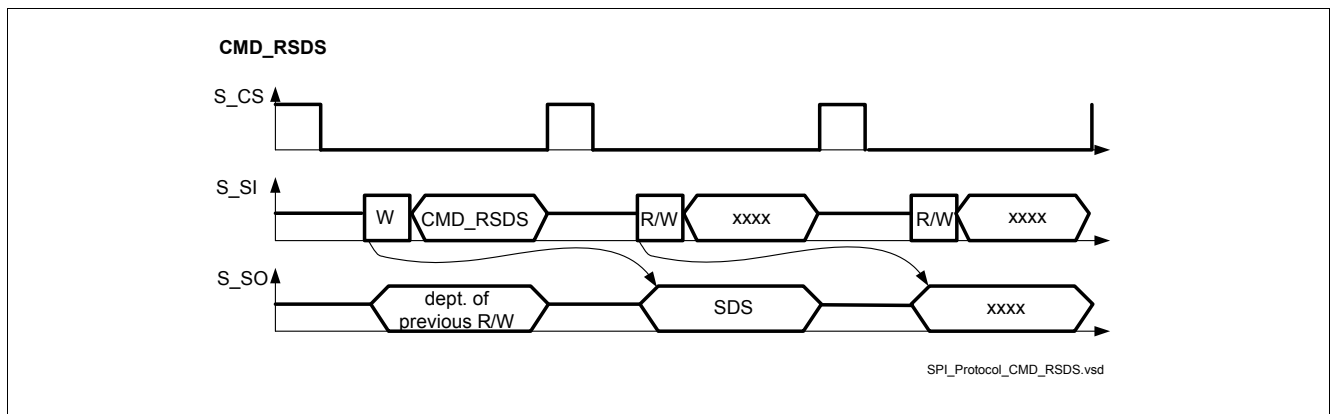 CMD_RSDS
S_CS
S_SI
W
CMD_RSDS
R/W
xxxx
R/W
xxxx
S_SO
dept. of
previous R/W
SDS
xxxx
SPI_Protocol_CMD_RSDS.vsd